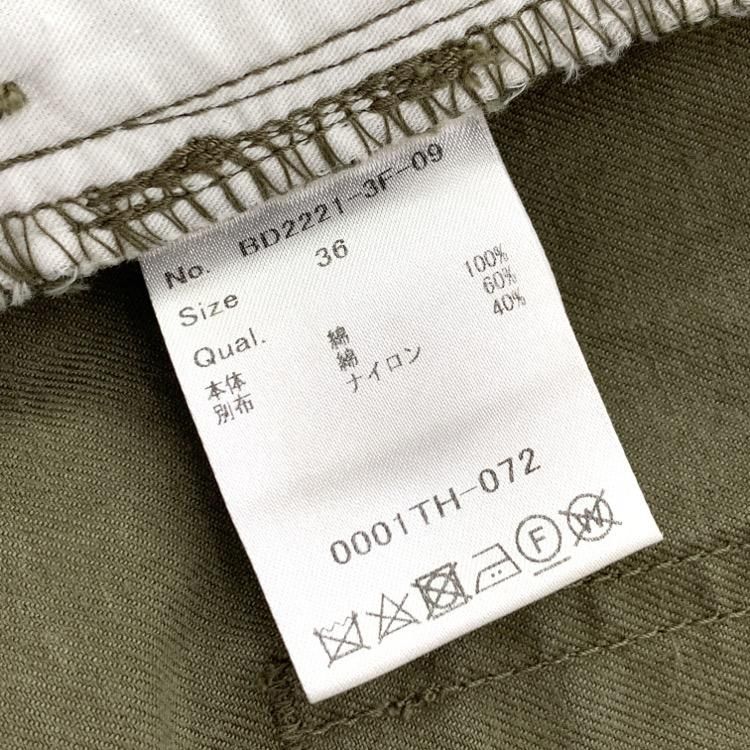 No. BD2221-3F-09
Size 36
Qual.
本体 綿 100%
別布 綿 60%
ナイロン 40%
0001TH-072
F
W